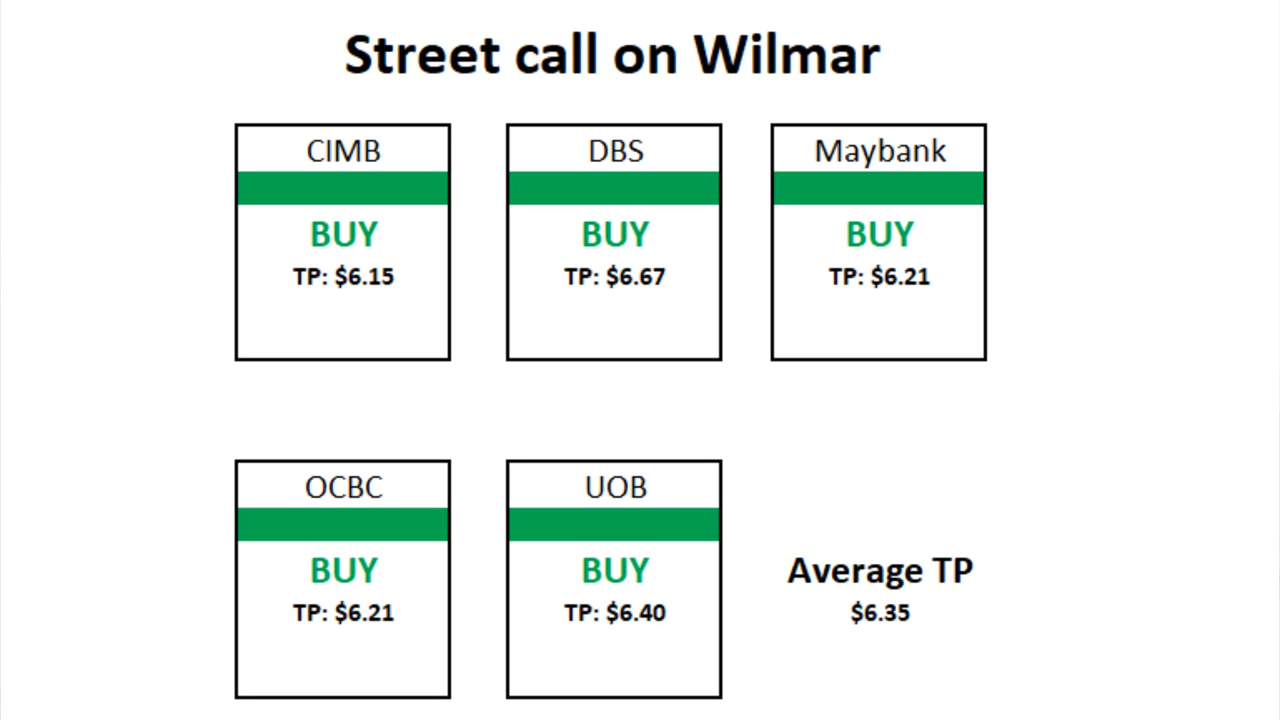 Street call on Wilmar
CIMB
BUY
TP: $6.15
DBS
BUY
TP: $6.67
Maybank
BUY
TP: $6.21
OCBC
BUY
TP: $6.21
UOB
BUY
TP: $6.40
Average TP
$6.35